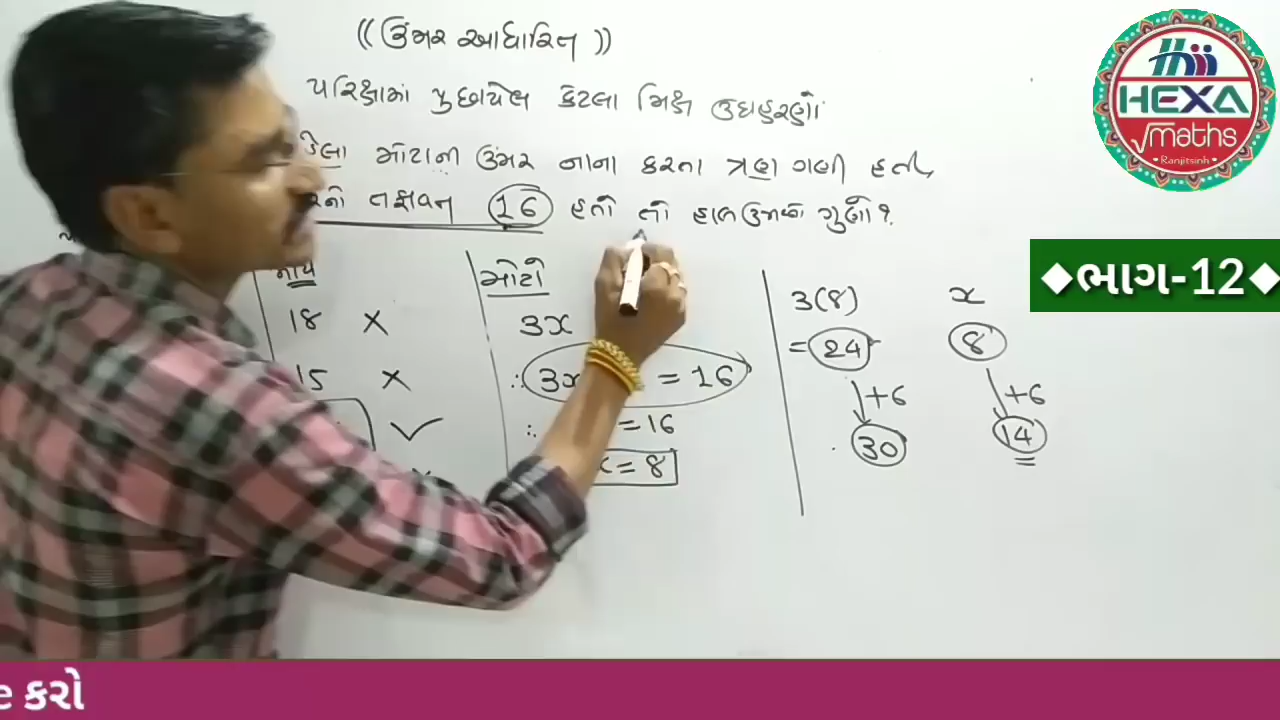 (( ઉંમર આધારિત ))
પરિક્ષામાં પુછાયેલ કેટલા મિક્ષ ઉદાહરણો
મોટાની ઉંમર નાના કરતા ત્રણ ગણી હતી,
તફાવત 16 હતો તો હાલ ઉંમરનો ગુણો?
18 ×
15 ×
✓
મોટો
3x
∴ 3x = 16
∴ = 16
x = 8
3(8) x
= 24 8
+6 +6
30 14
HEXA
√maths
• Ranjitsinh •
◆ભાગ-12◆
e કરો